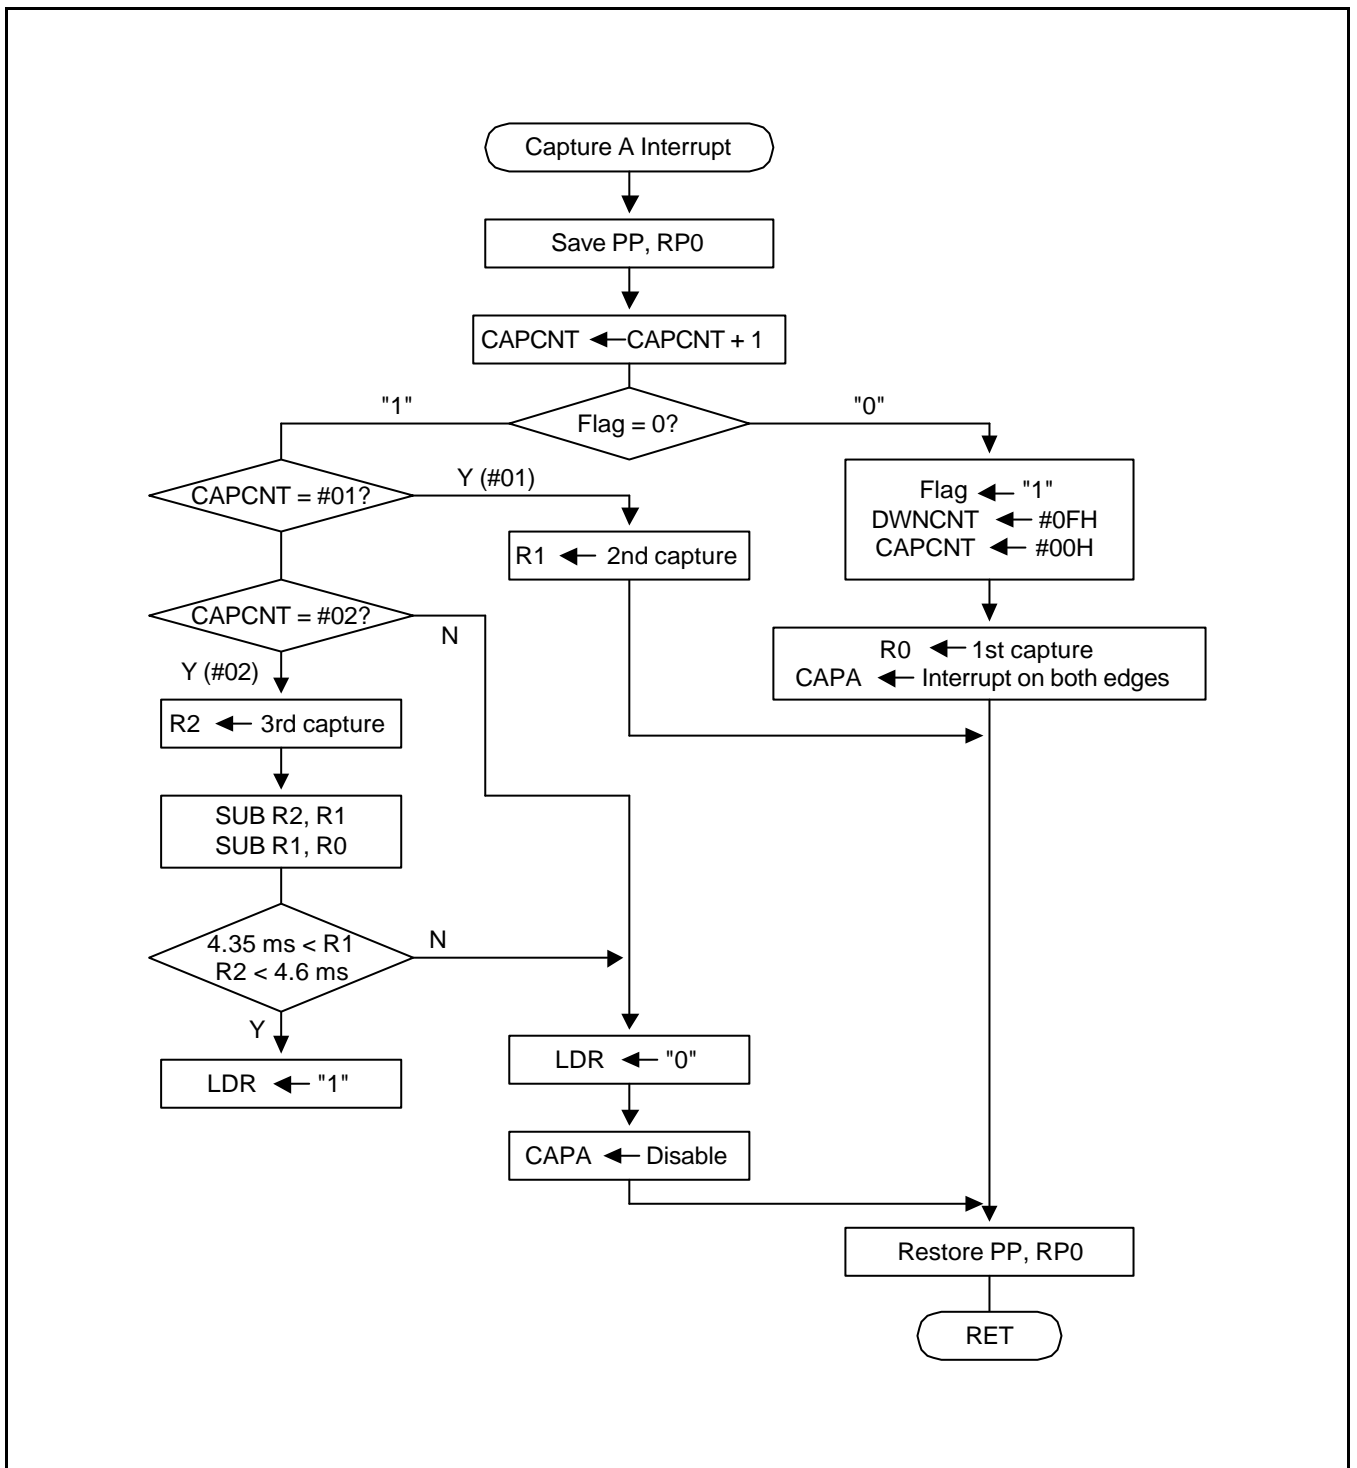 Capture A Interrupt
Save PP, RP0
CAPCNT ← CAPCNT + 1
"1"
Flag = 0?
"0"
CAPCNT = #01?
Y (#01)
Flag ← "1"
DWNCNT ← #0FH
CAPCNT ← #00H
R1 ← 2nd capture
CAPCNT = #02?
N
R0 ← 1st capture
CAPA ← Interrupt on both edges
Y (#02)
R2 ← 3rd capture
SUB R2, R1
SUB R1, R0
4.35 ms < R1
R2 < 4.6 ms
N
Y
LDR ← "1"
LDR ← "0"
CAPA ← Disable
Restore PP, RP0
RET